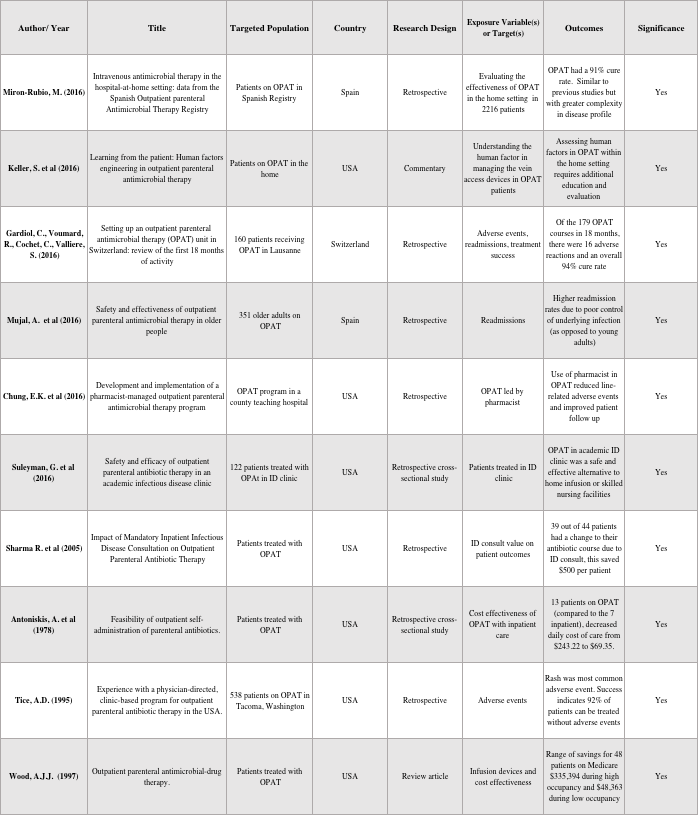 Author/ Year
Title
Targeted Population
Country
Research Design
Exposure Variable(s)
or Target(s)
Outcomes
Significance
Miron-Rubio, M. (2016)
Intravenous antimicrobial therapy in the
hospital-at-home setting: data from the
Spanish Outpatient parenteral
Antimicrobial Therapy Registry
Patients on OPAT in
Spanish Registry
Spain
Retrospective
Evaluating the
effectiveness of OPAT
in the home setting in
2216 patients
OPAT had a 91% cure
rate. Similar to
previous studies but
with greater complexity
in disease profile
Yes
Keller, S. et al (2016)
Learning from the patient: Human factors
engineering in outpatient parenteral
antimicrobial therapy
Patients on OPAT in the
home
USA
Commentary
Understanding the
human factor in
managing the vein
access devices in OPAT
patients
Assessing human
factors in OPAT within
the home setting
requires additional
education and
evaluation
Yes
Gardiol, C., Voumard,
R., Cochet, C., Valliere,
S. (2016)
Setting up an outpatient parenteral
antimicrobial therapy (OPAT) unit in
Switzerland: review of the first 18 months
of activity
160 patients receiving
OPAT in Lausanne
Switzerland
Retrospective
Adverse events,
readmissions, treatment
success
Of the 179 OPAT
courses in 18 months,
there were 16 adverse
reactions and an overall
94% cure rate
Yes
Mujal, A. et al (2016)
Safety and effectiveness of outpatient
parenteral antimicrobial therapy in older
people
351 older adults on
OPAT
Spain
Retrospective
Readmissions
Higher readmission
rates due to poor control
of underlying infection
(as opposed to young
adults)
Yes
Chung, E.K. et al (2016)
Development and implementation of a
pharmacist-managed outpatient parenteral
antimicrobial therapy program
OPAT program in a
county teaching hospital
USA
Retrospective
OPAT led by
pharmacist
Use of pharmacist in
OPAT reduced line-
related adverse events
and improved patient
follow up
Yes
Suleyman, G. et al
(2016)
Safety and efficacy of outpatient
parenteral antibiotic therapy in an
academic infectious disease clinic
122 patients treated with
OPAt in ID clinic
USA
Retrospective cross-
sectional study
Patients treated in ID
clinic
OPAT in academic ID
clinic was a safe and
effective alternative to
home infusion or skilled
nursing facilities
Yes
Sharma R. et al (2005)
Impact of Mandatory Inpatient Infectious
Disease Consultation on Outpatient
Parenteral Antibiotic Therapy
Patients treated with
OPAT
USA
Retrospective
ID consult value on
patient outcomes
39 out of 44 patients
had a change to their
antibiotic course due to
ID consult, this saved
$500 per patient
Yes
Antoniskis, A. et al
(1978)
Feasibility of outpatient self-
administration of parenteral antibiotics.
Patients treated with
OPAT
USA
Retrospective cross-
sectional study
Cost effectiveness of
OPAT with inpatient
care
13 patients on OPAT
(compared to the 7
inpatient), decreased
daily cost of care from
$243.22 to $69.35.
Yes
Tice, A.D. (1995)
Experience with a physician-directed,
clinic-based program for outpatient
parenteral antibiotic therapy in the USA.
538 patients on OPAT in
Tacoma, Washington
USA
Retrospective
Adverse events
Rash was most common
adsverse event. Success
indicates 92% of
patients can be treated
without adverse events
Yes
Wood, A.J.J. (1997)
Outpatient parenteral antimicrobial-drug
therapy.
Patients treated with
OPAT
USA
Review article
Infusion devices and
cost effectiveness
Range of savings for 48
patients on Medicare
$335,394 during high
occupancy and $48,363
during low occupancy
Yes